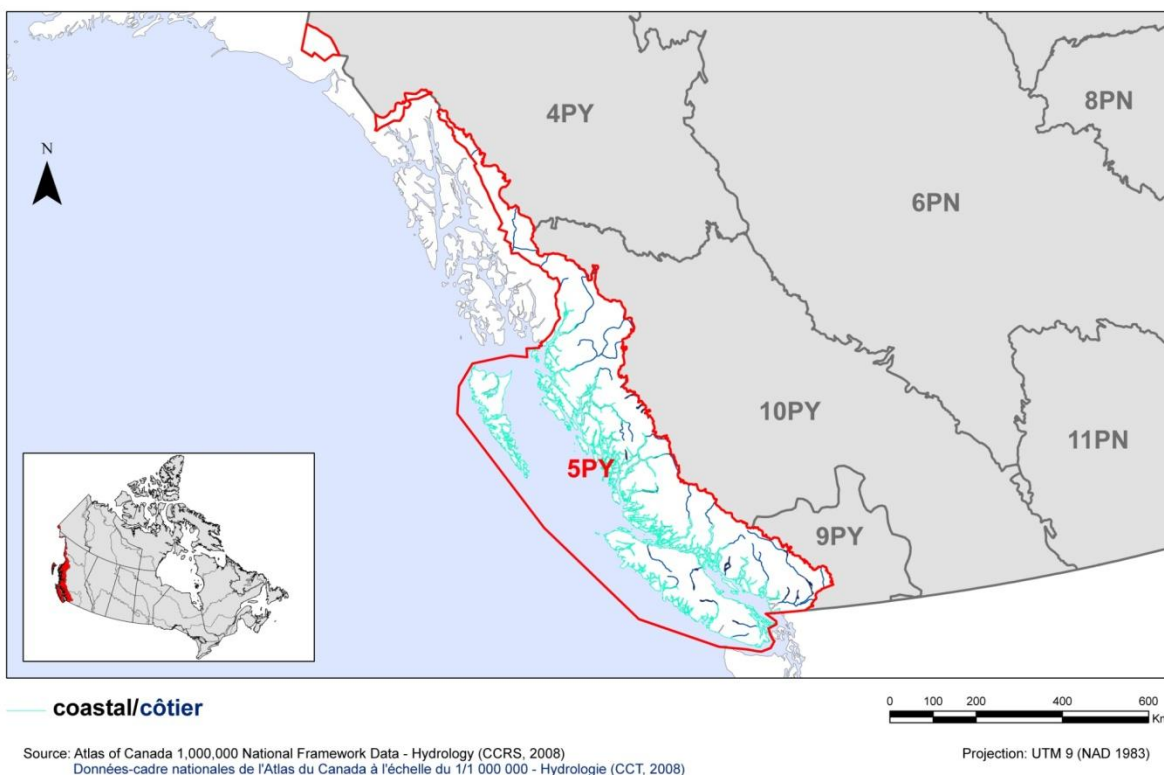 4PY
8PN
N
6PN
10PY
11PN
5PY
9PY
coastal/côtier
0 100 200 400 600
Km
Source: Atlas of Canada 1,000,000 National Framework Data - Hydrology (CCRS, 2008)
Données-cadre nationales de l'Atlas du Canada à l'échelle du 1/1 000 000 - Hydrologie (CCT, 2008)
Projection: UTM 9 (NAD 1983)